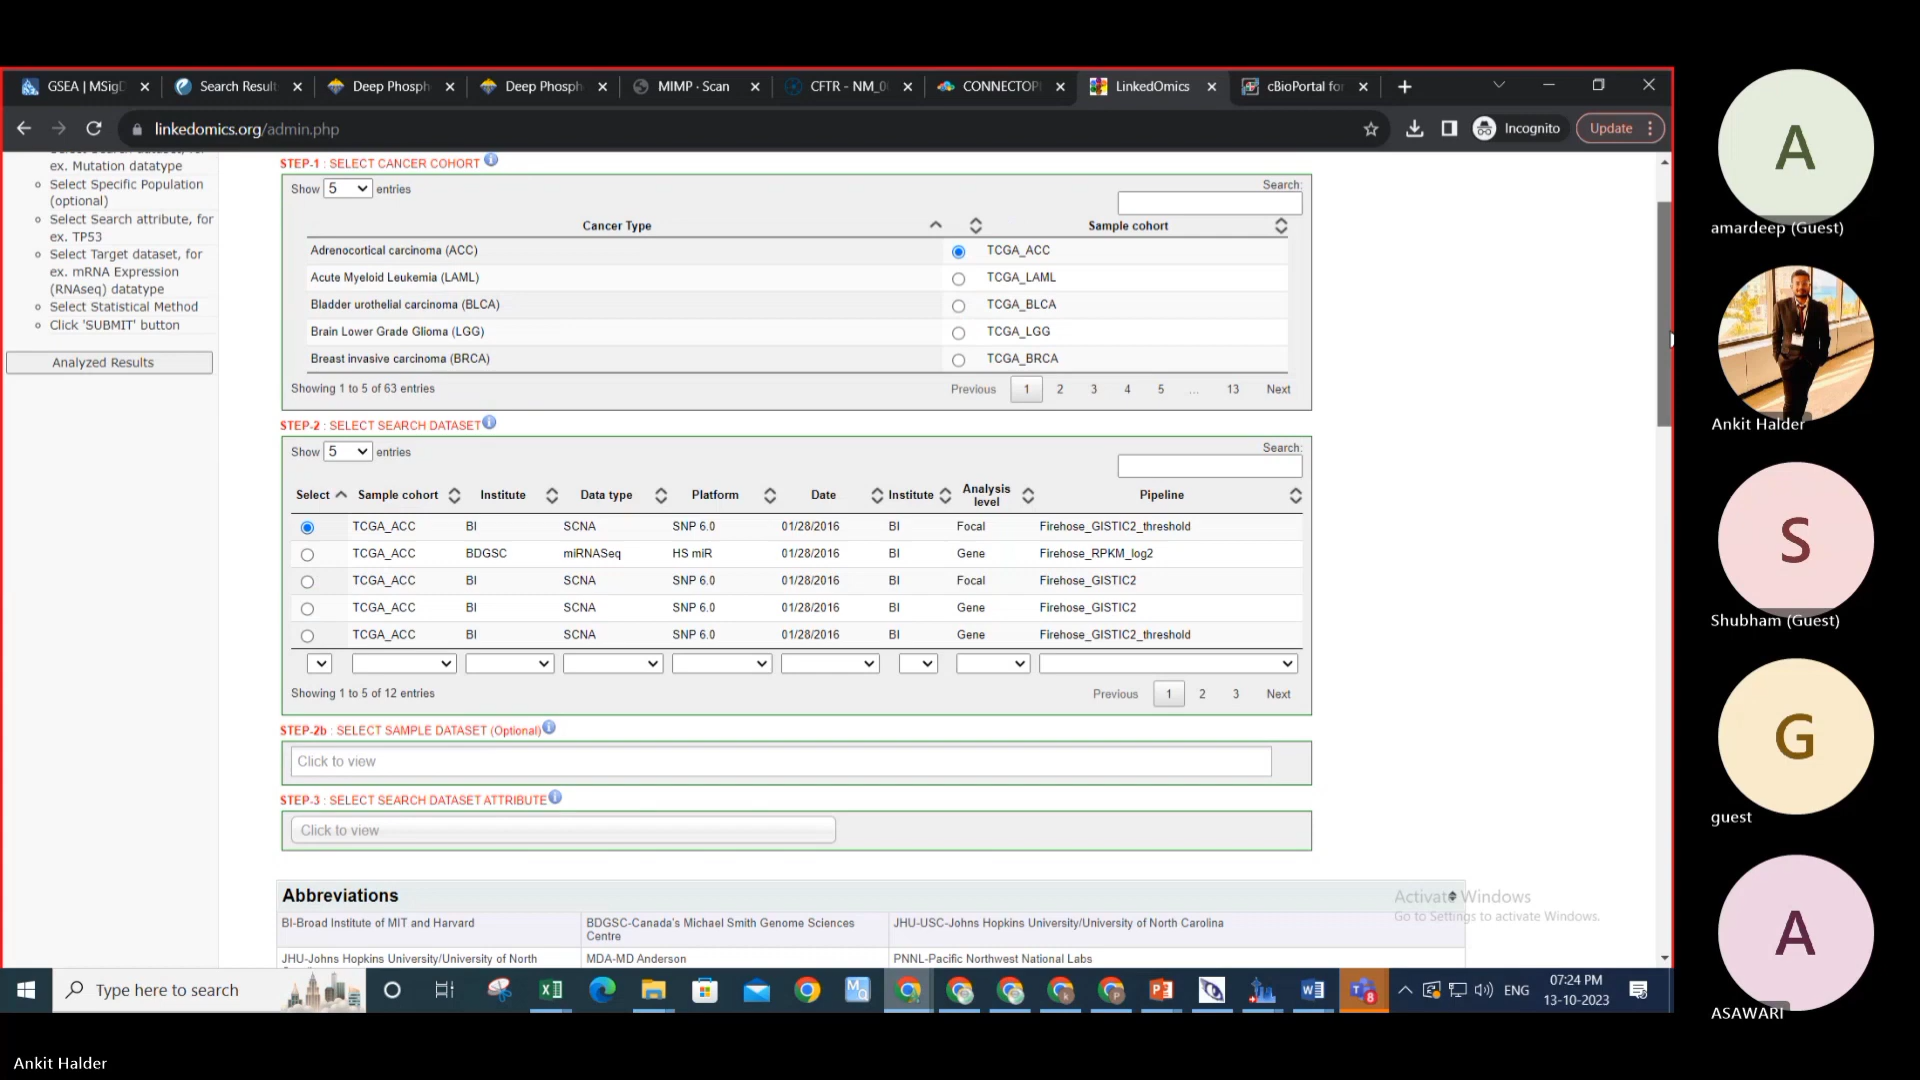 GSEA | MSigD
Search Result
Deep Phosph
Deep Phosph
MIMP · Scan
CFTR - NM_0
CONNECTOP
LinkedOmics
cBioPortal for
linkedomics.org/admin.php
Incognito
Update
ex. Mutation datatype
Select Specific Population
(optional)
Select Search attribute, for
ex. TP53
Select Target dataset, for
ex. mRNA Expression
(RNAseq) datatype
Select Statistical Method
Click 'SUBMIT' button
Analyzed Results
STEP-1 : SELECT CANCER COHORT
Show 5 entries
Search:
Cancer Type Sample cohort
Adrenocortical carcinoma (ACC) TCGA_ACC
Acute Myeloid Leukemia (LAML) TCGA_LAML
Bladder urothelial carcinoma (BLCA) TCGA_BLCA
Brain Lower Grade Glioma (LGG) TCGA_LGG
Breast invasive carcinoma (BRCA) TCGA_BRCA
Showing 1 to 5 of 63 entries Previous 1 2 3 4 5 ... 13 Next
STEP-2 : SELECT SEARCH DATASET
Show 5 entries
Search:
Select Sample cohort Institute Data type Platform Date Institute Analysis level Pipeline
TCGA_ACC BI SCNA SNP 6.0 01/28/2016 BI Focal Firehose_GISTIC2_threshold
TCGA_ACC BDGSC miRNASeq HS miR 01/28/2016 BI Gene Firehose_RPKM_log2
TCGA_ACC BI SCNA SNP 6.0 01/28/2016 BI Focal Firehose_GISTIC2
TCGA_ACC BI SCNA SNP 6.0 01/28/2016 BI Gene Firehose_GISTIC2
TCGA_ACC BI SCNA SNP 6.0 01/28/2016 BI Gene Firehose_GISTIC2_threshold
Showing 1 to 5 of 12 entries Previous 1 2 3 Next
STEP-2b : SELECT SAMPLE DATASET (Optional)
Click to view
STEP-3 : SELECT SEARCH DATASET ATTRIBUTE
Click to view
Abbreviations
BI-Broad Institute of MIT and Harvard
BDGSC-Canada's Michael Smith Genome Sciences
Centre
JHU-USC-Johns Hopkins University/University of North Carolina
JHU-Johns Hopkins University/University of North
MDA-MD Anderson
PNNL-Pacific Northwest National Labs
Activate Windows
Go to Settings to activate Windows.
Type here to search
ENG
07:24 PM
13-10-2023
A
amardeep (Guest)
Ankit Halder
S
Shubham (Guest)
G
guest
A
ASAWARI
Ankit Halder